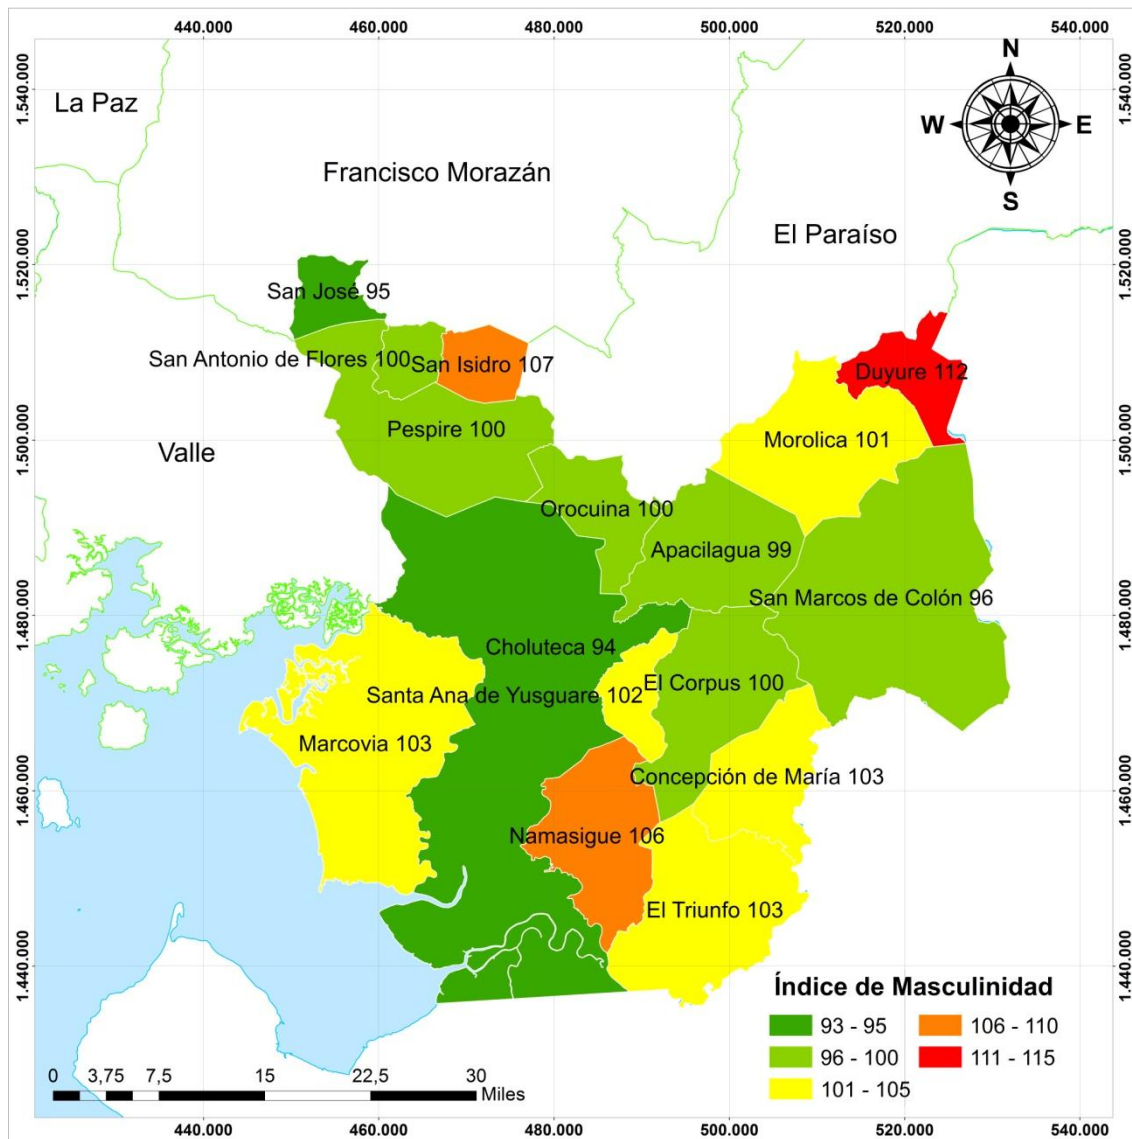 440.000 460.000 480.000 500.000 520.000 540.000
N
1.540.000 1.540.000
La Paz
W E
Francisco Morazán
S
El Paraíso
1.520.000 1.520.000
San José 95
San Antonio de Flores 100
San Isidro 107
Duyure 112
Pespire 100
Morolica 101
Valle
1.500.000 1.500.000
Orocuina 100
Apacilagua 99
San Marcos de Colón 96
1.480.000 1.480.000
Choluteca 94
El Corpus 100
Santa Ana de Yusguare 102
Marcovia 103
Concepción de María 103
1.460.000 1.460.000
Namasigue 106
El Triunfo 103
1.440.000 1.440.000
Índice de Masculinidad
93 - 95 106 - 110
96 - 100 111 - 115
101 - 105
0 3,75 7,5 15 22,5 30
Miles
440.000 460.000 480.000 500.000 520.000 540.000